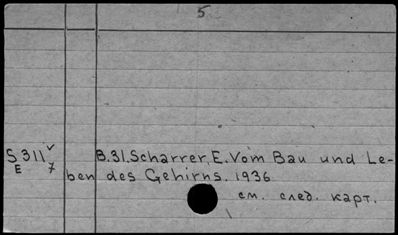 5
S311 B.31.Scharrer, E. Vom Bau und Le-
E 7 ben des Gehirns. 1936
см. след. карт.